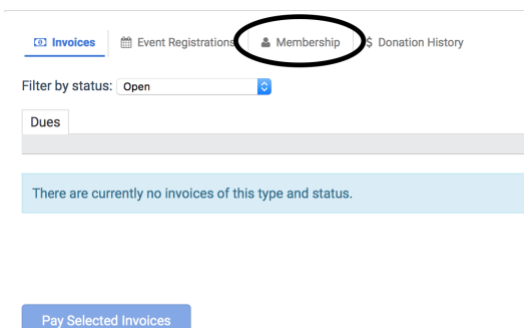 Invoices Event Registrations Membership $ Donation History
Filter by status: Open
Dues
There are currently no invoices of this type and status.
Pay Selected Invoices